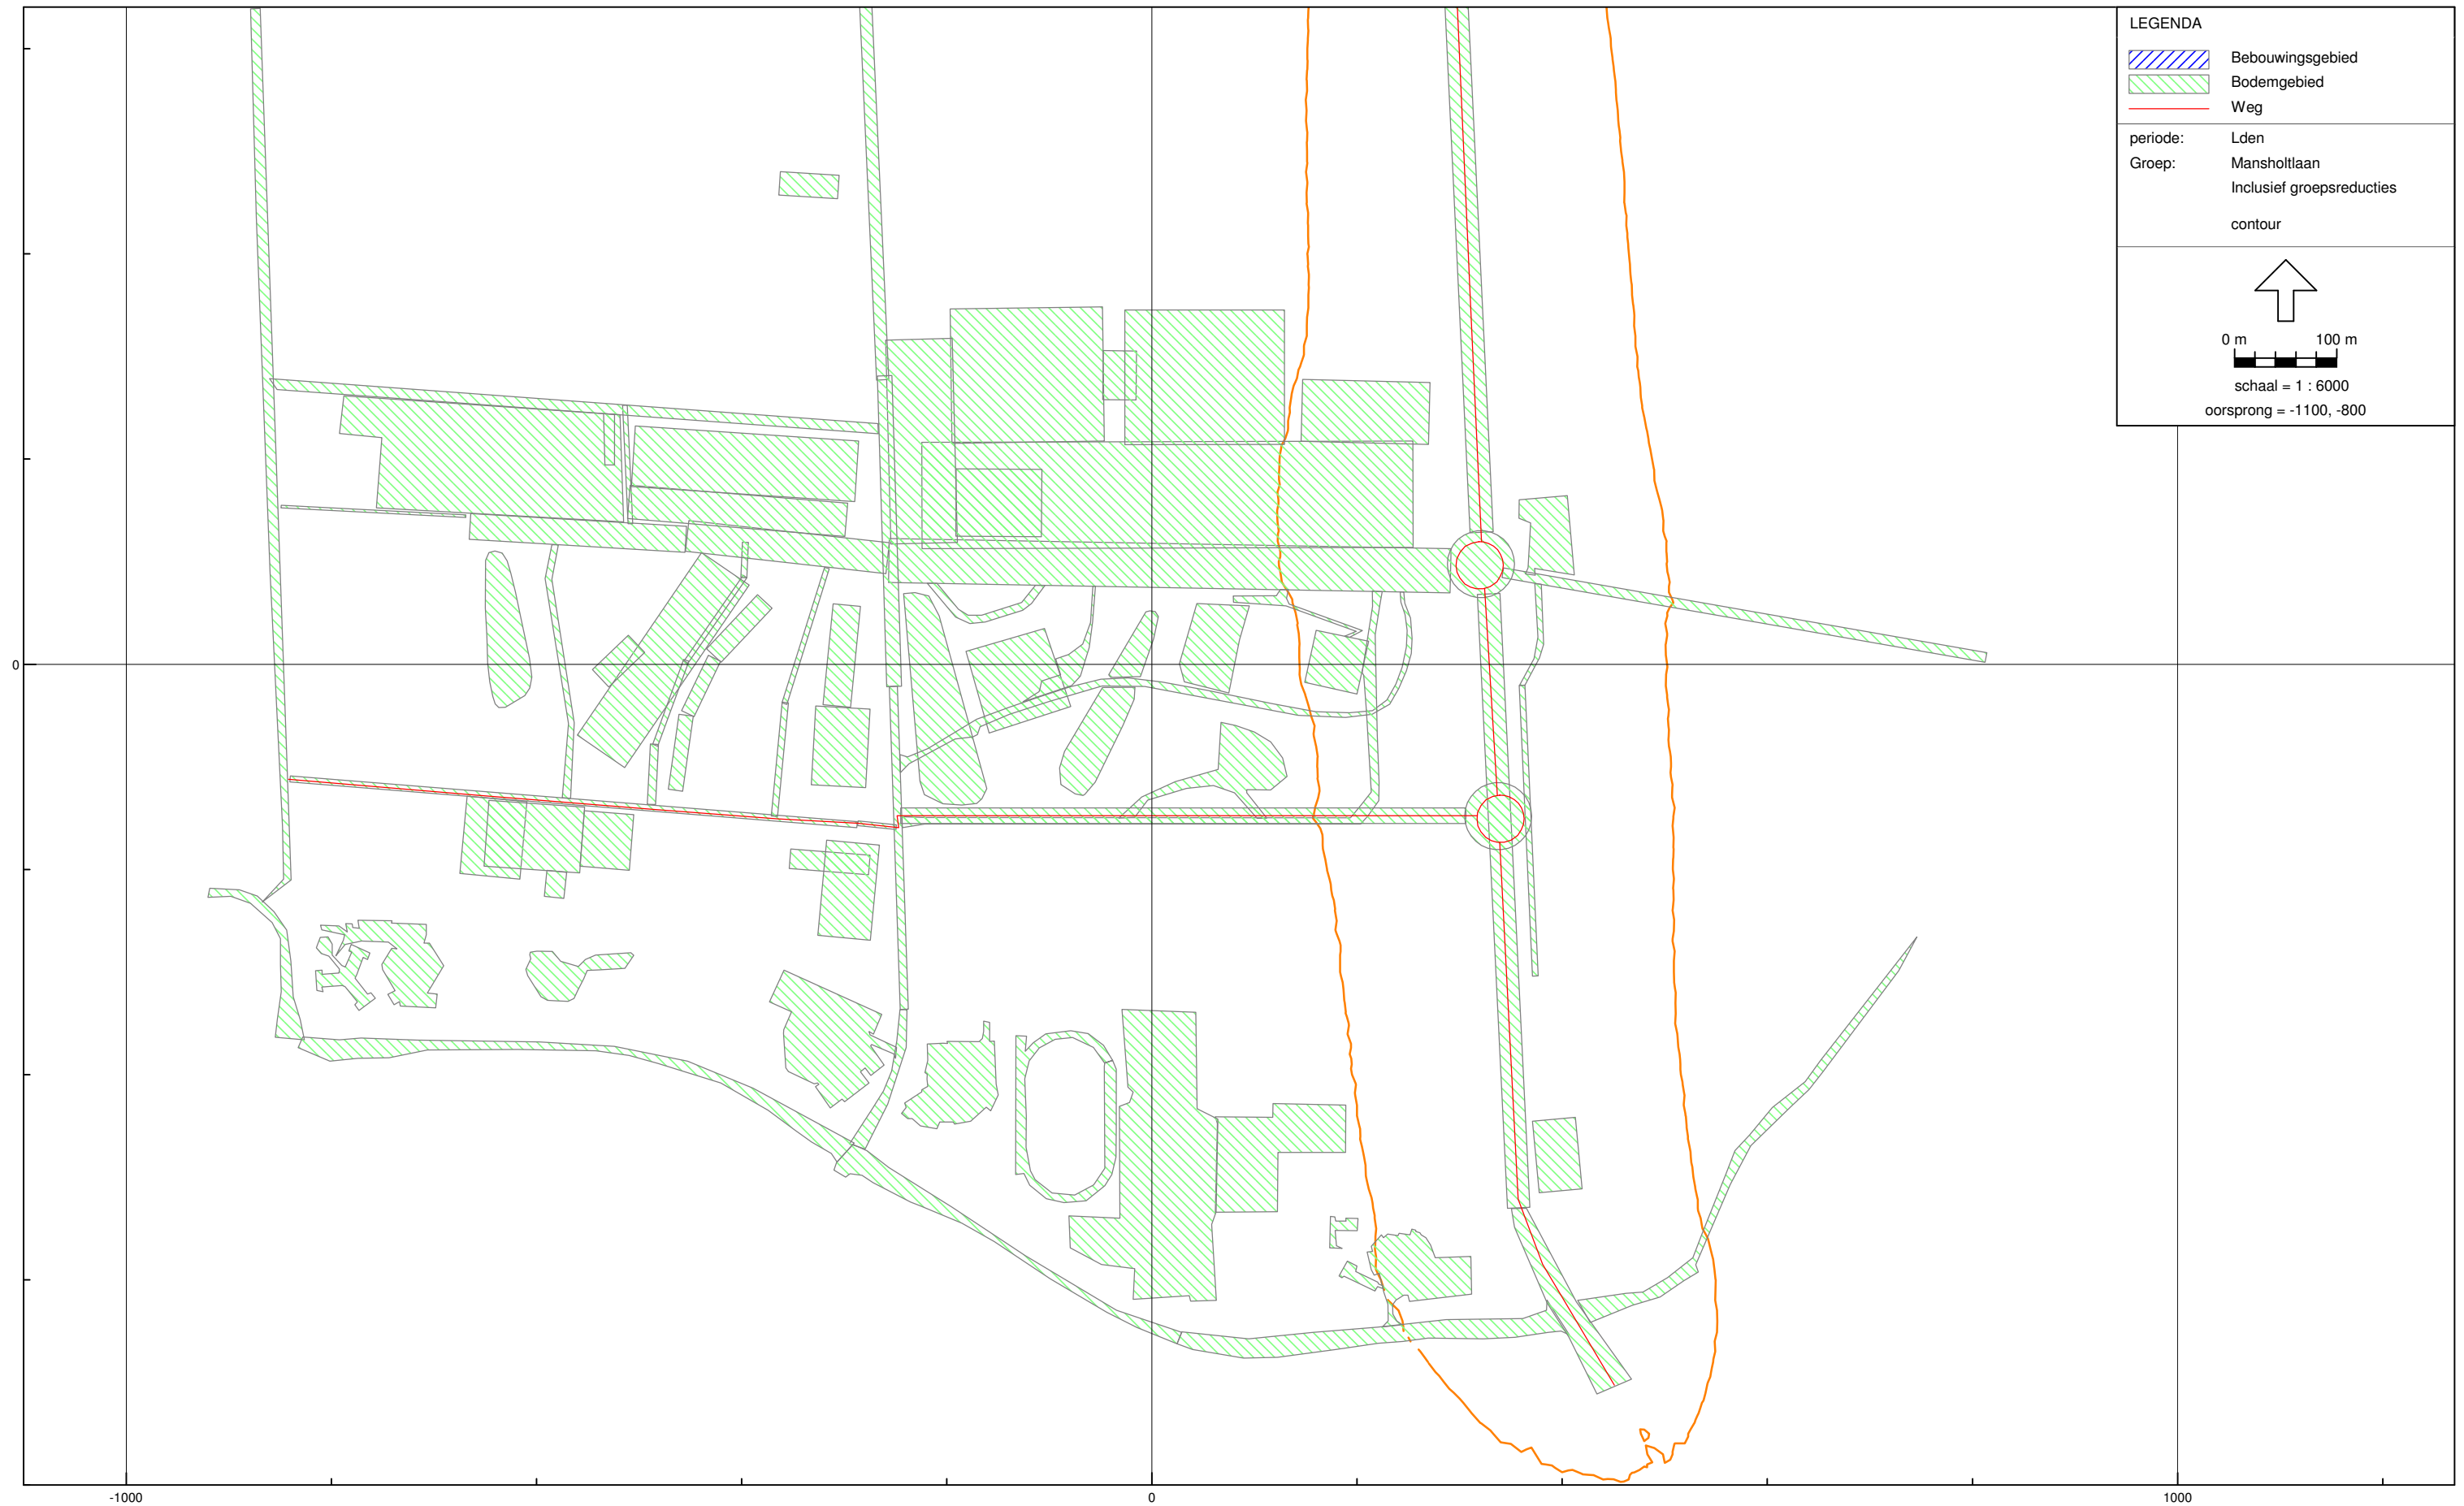 LEGENDA
Bebouwingsgebied
Bodemgebied
Weg
periode: Lden
Groep: Mansholtlaan
Inclusief groepsreducties
contour
0 m 100 m
schaal = 1 : 6000
oorsprong = -1100, -800
0
-1000 0 1000